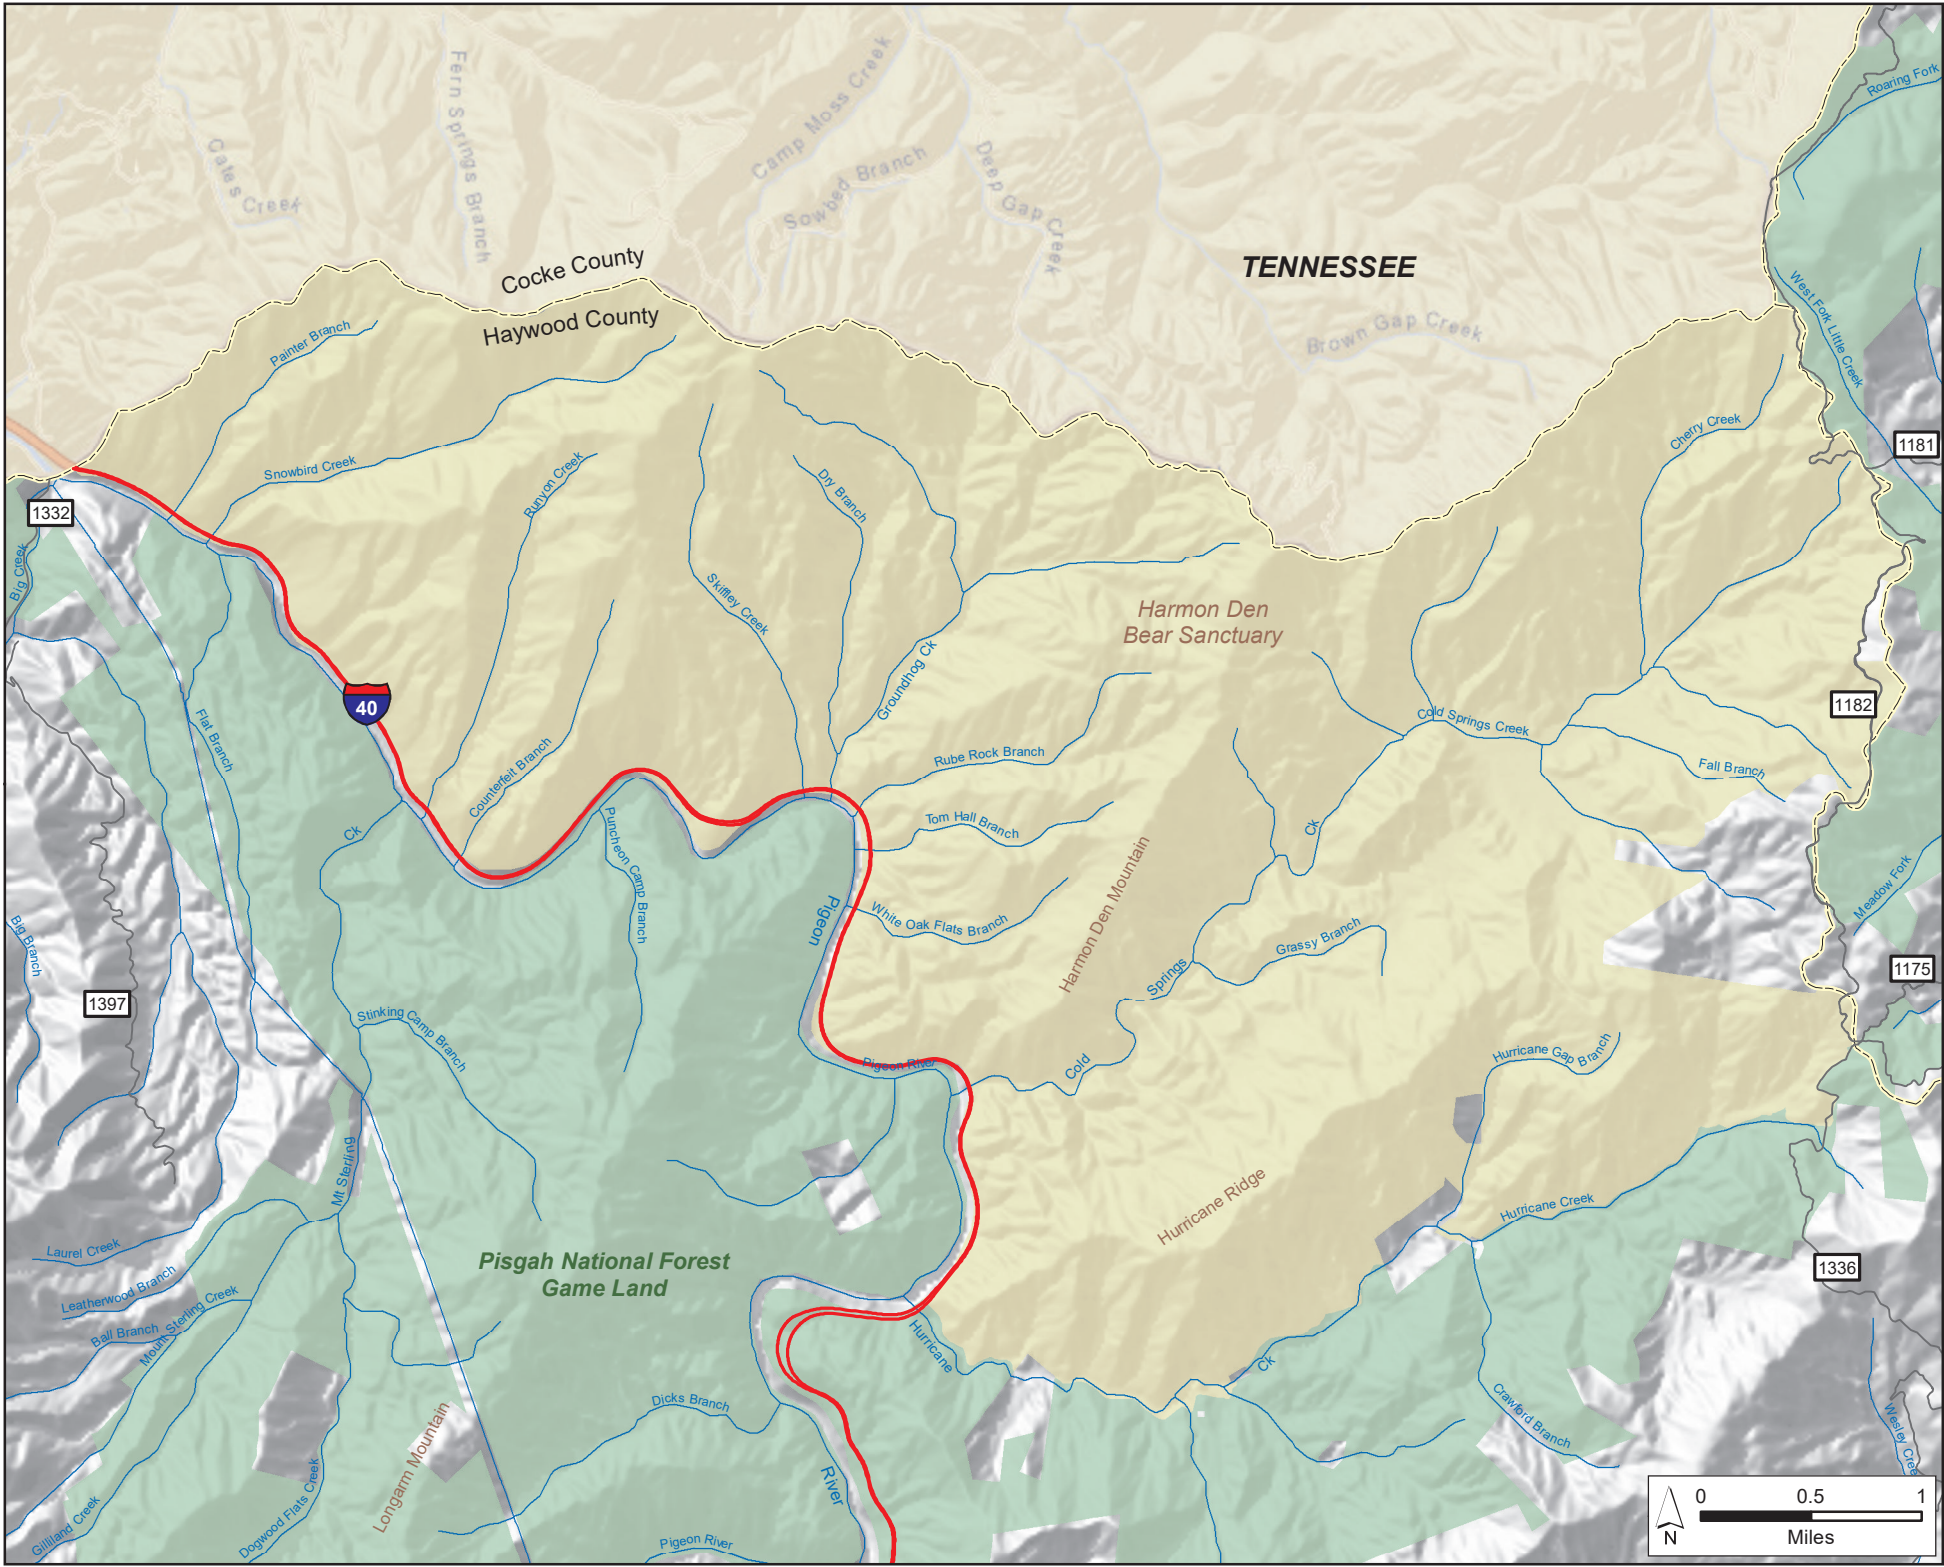 Roaring Fork
Fern Springs Branch
Camp Moss Creek
Gates Creek
Sowbed Branch
Deep Gap Creek
TENNESSEE
Cocke County
Haywood County
Brown Gap Creek
West Fork Little Creek
Painter Branch
Snowbird Creek
Runyon Creek
Dry Branch
Cherry Creek
1181
1332
Big Creek
Skiffley Creek
Harmon Den
Bear Sanctuary
Groundhog Ck
40
1182
Flat Branch
Cold Springs Creek
Rube Rock Branch
Fall Branch
Counterfeit Branch
Ck
Puncheon Camp Branch
Tom Hall Branch
Ck
Harmon Den Mountain
Meadow Fork
Big Branch
Pigeon
White Oak Flats Branch
Grassy Branch
Springs
1175
1397
Stinking Camp Branch
Pigeon River
Cold
Hurricane Gap Branch
Mt Sterling
Hurricane Ridge
Hurricane Creek
Laurel Creek
Pisgah National Forest
Game Land
1336
Leatherwood Branch
Mount Sterling Creek
Ball Branch
Hurricane
Ck
Dicks Branch
Crawford Branch
Longarm Mountain
Wesley Cree
River
Gilliland Creek
Dogwood Flats Creek
Pigeon River
N
0 0.5 1
Miles